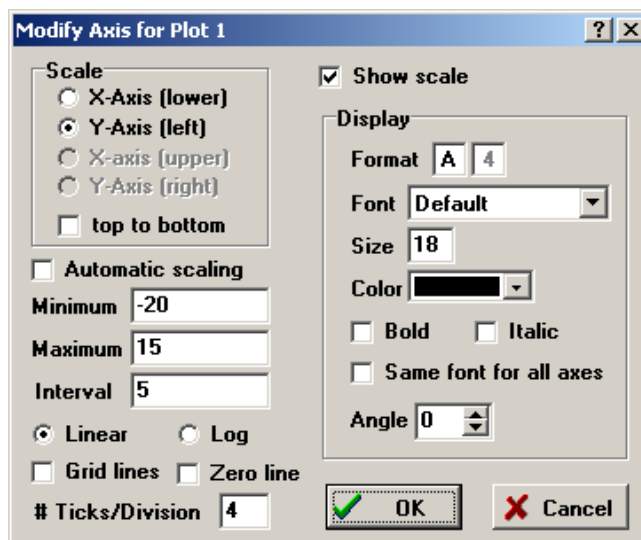 Modify Axis for Plot 1
Scale
X-Axis (lower)
Y-Axis (left)
X-axis (upper)
Y-Axis (right)
top to bottom
Automatic scaling
Minimum -20
Maximum 15
Interval 5
Linear Log
Grid lines Zero line
# Ticks/Division 4
Show scale
Display
Format A 4
Font Default
Size 18
Color
Bold Italic
Same font for all axes
Angle 0
OK Cancel